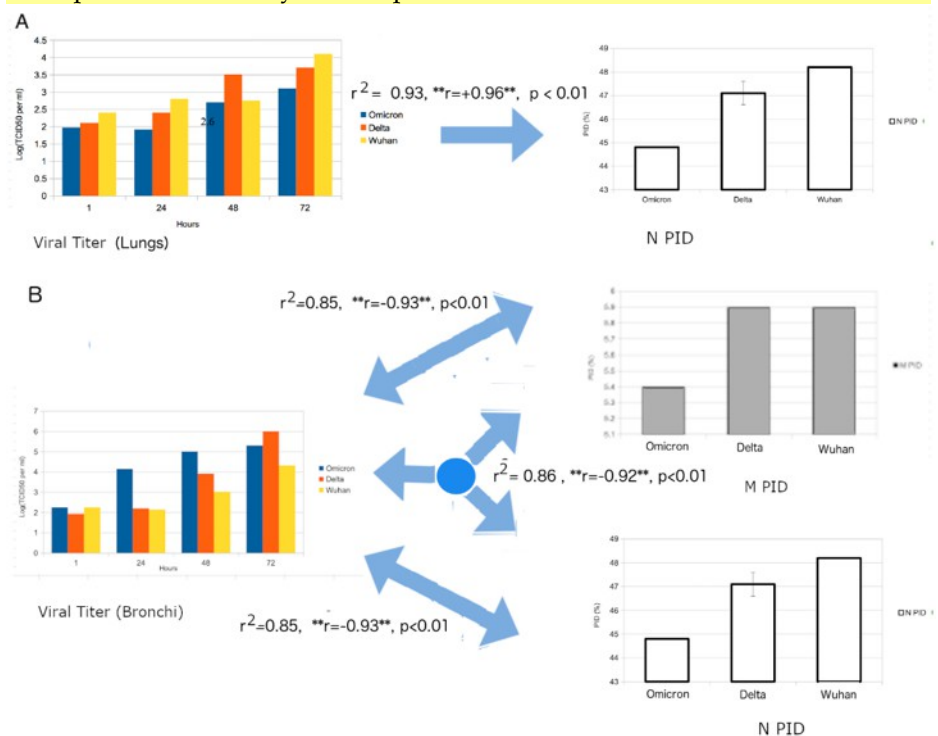 A
4.5
4
3.5
3
2.5
2
1.5
1
0.5
0
Log(TCID50 per ml)
2.6
1 24 48 72
Hours
Viral Titer (Lungs)
r2 = 0.93, **r=+0.96**, p < 0.01
Omicron
Delta
Wuhan
49
48
47
46
45
44
43
PID (%)
Omicron Delta Wuhan
N PID
N PID
B
r2=0.85, **r=-0.93**, p<0.01
7
6
5
4
3
2
1
0
Log(TCID50 per ml)
1 24 48 72
Hours
Omicron
Delta
Wuhan
Viral Titer (Bronchi)
r2= 0.86 , **r=-0.92**, p<0.01
r2=0.85, **r=-0.93**, p<0.01
6
5.9
5.8
5.7
5.6
5.5
5.4
5.3
5.2
5.1
PID (%)
Omicron Delta Wuhan
M PID
M PID
49
48
47
46
45
44
43
PID (%)
Omicron Delta Wuhan
N PID
N PID